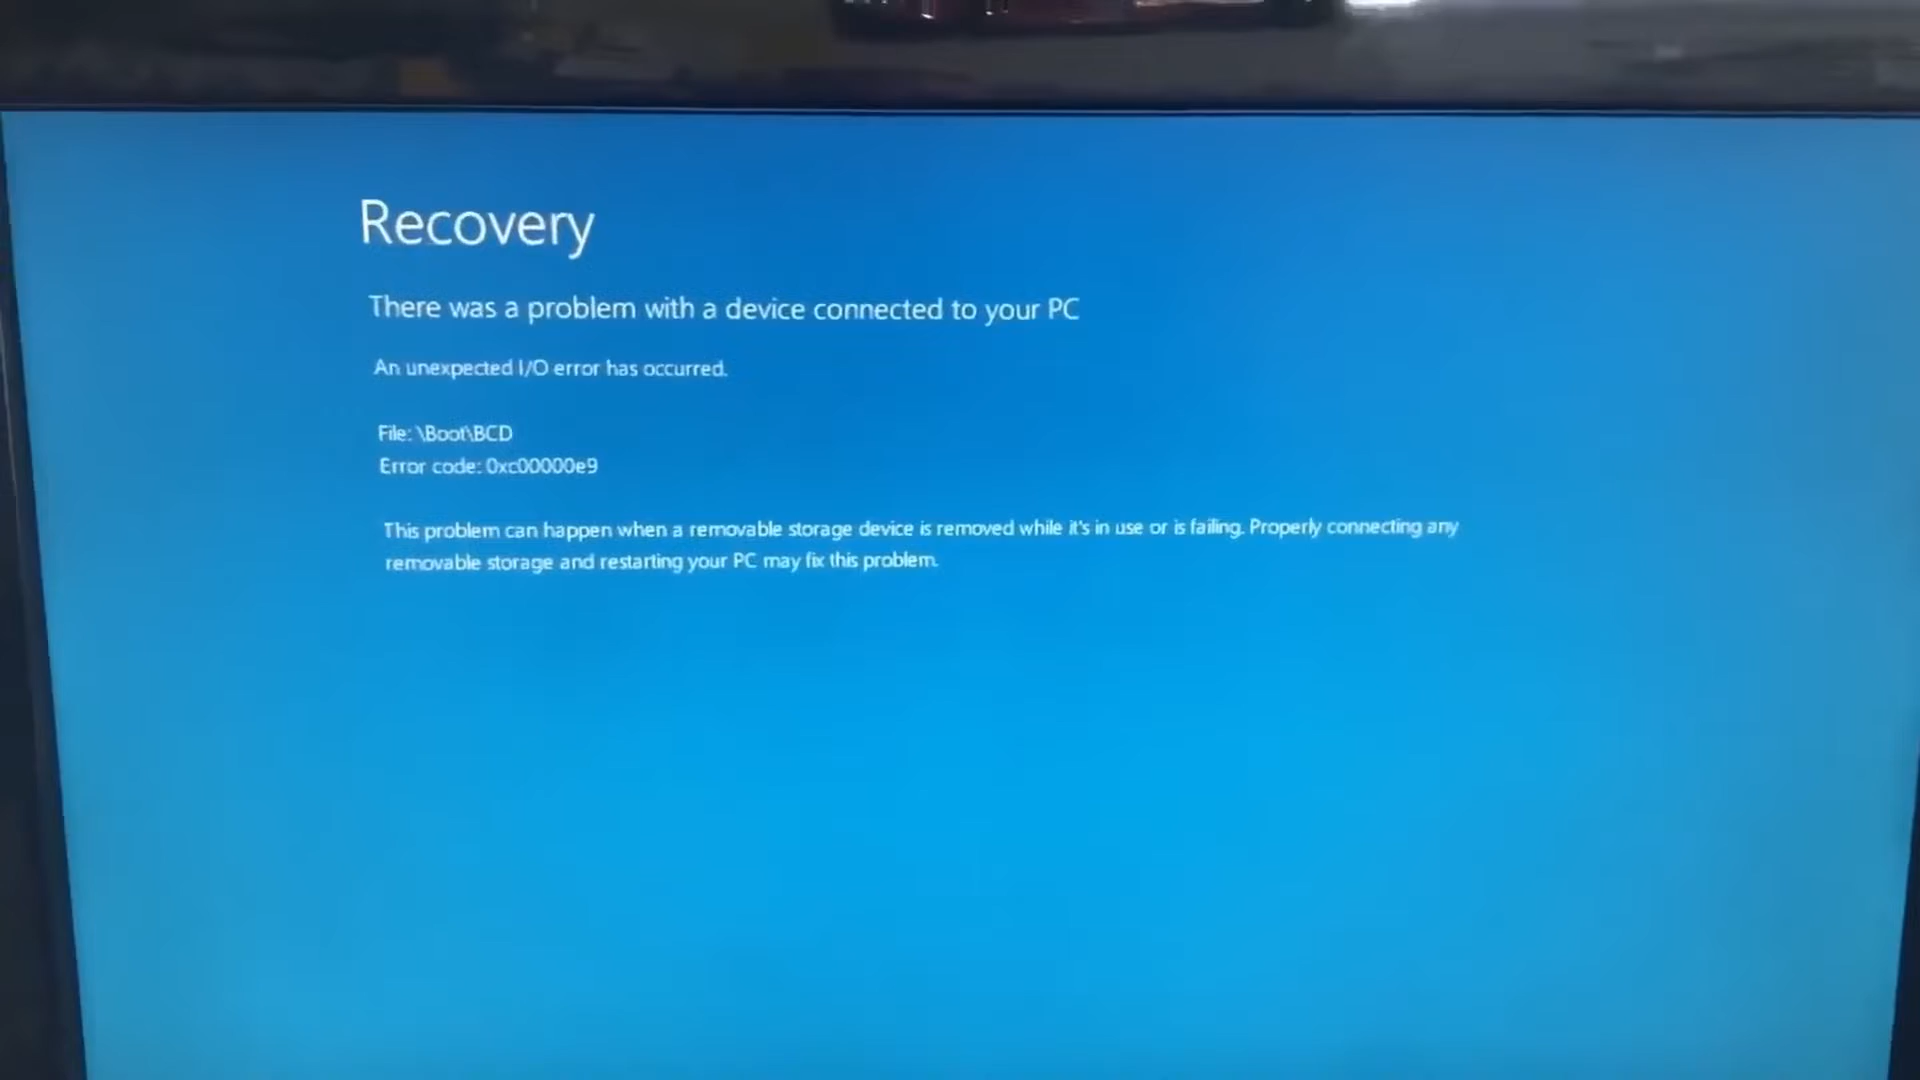 Recovery
There was a problem with a device connected to your PC
An unexpected I/O error has occurred.
File: \Boot\BCD
Error code: 0xc00000e9
This problem can happen when a removable storage device is removed while it's in use or is failing. Properly connecting any
removable storage and restarting your PC may fix this problem.